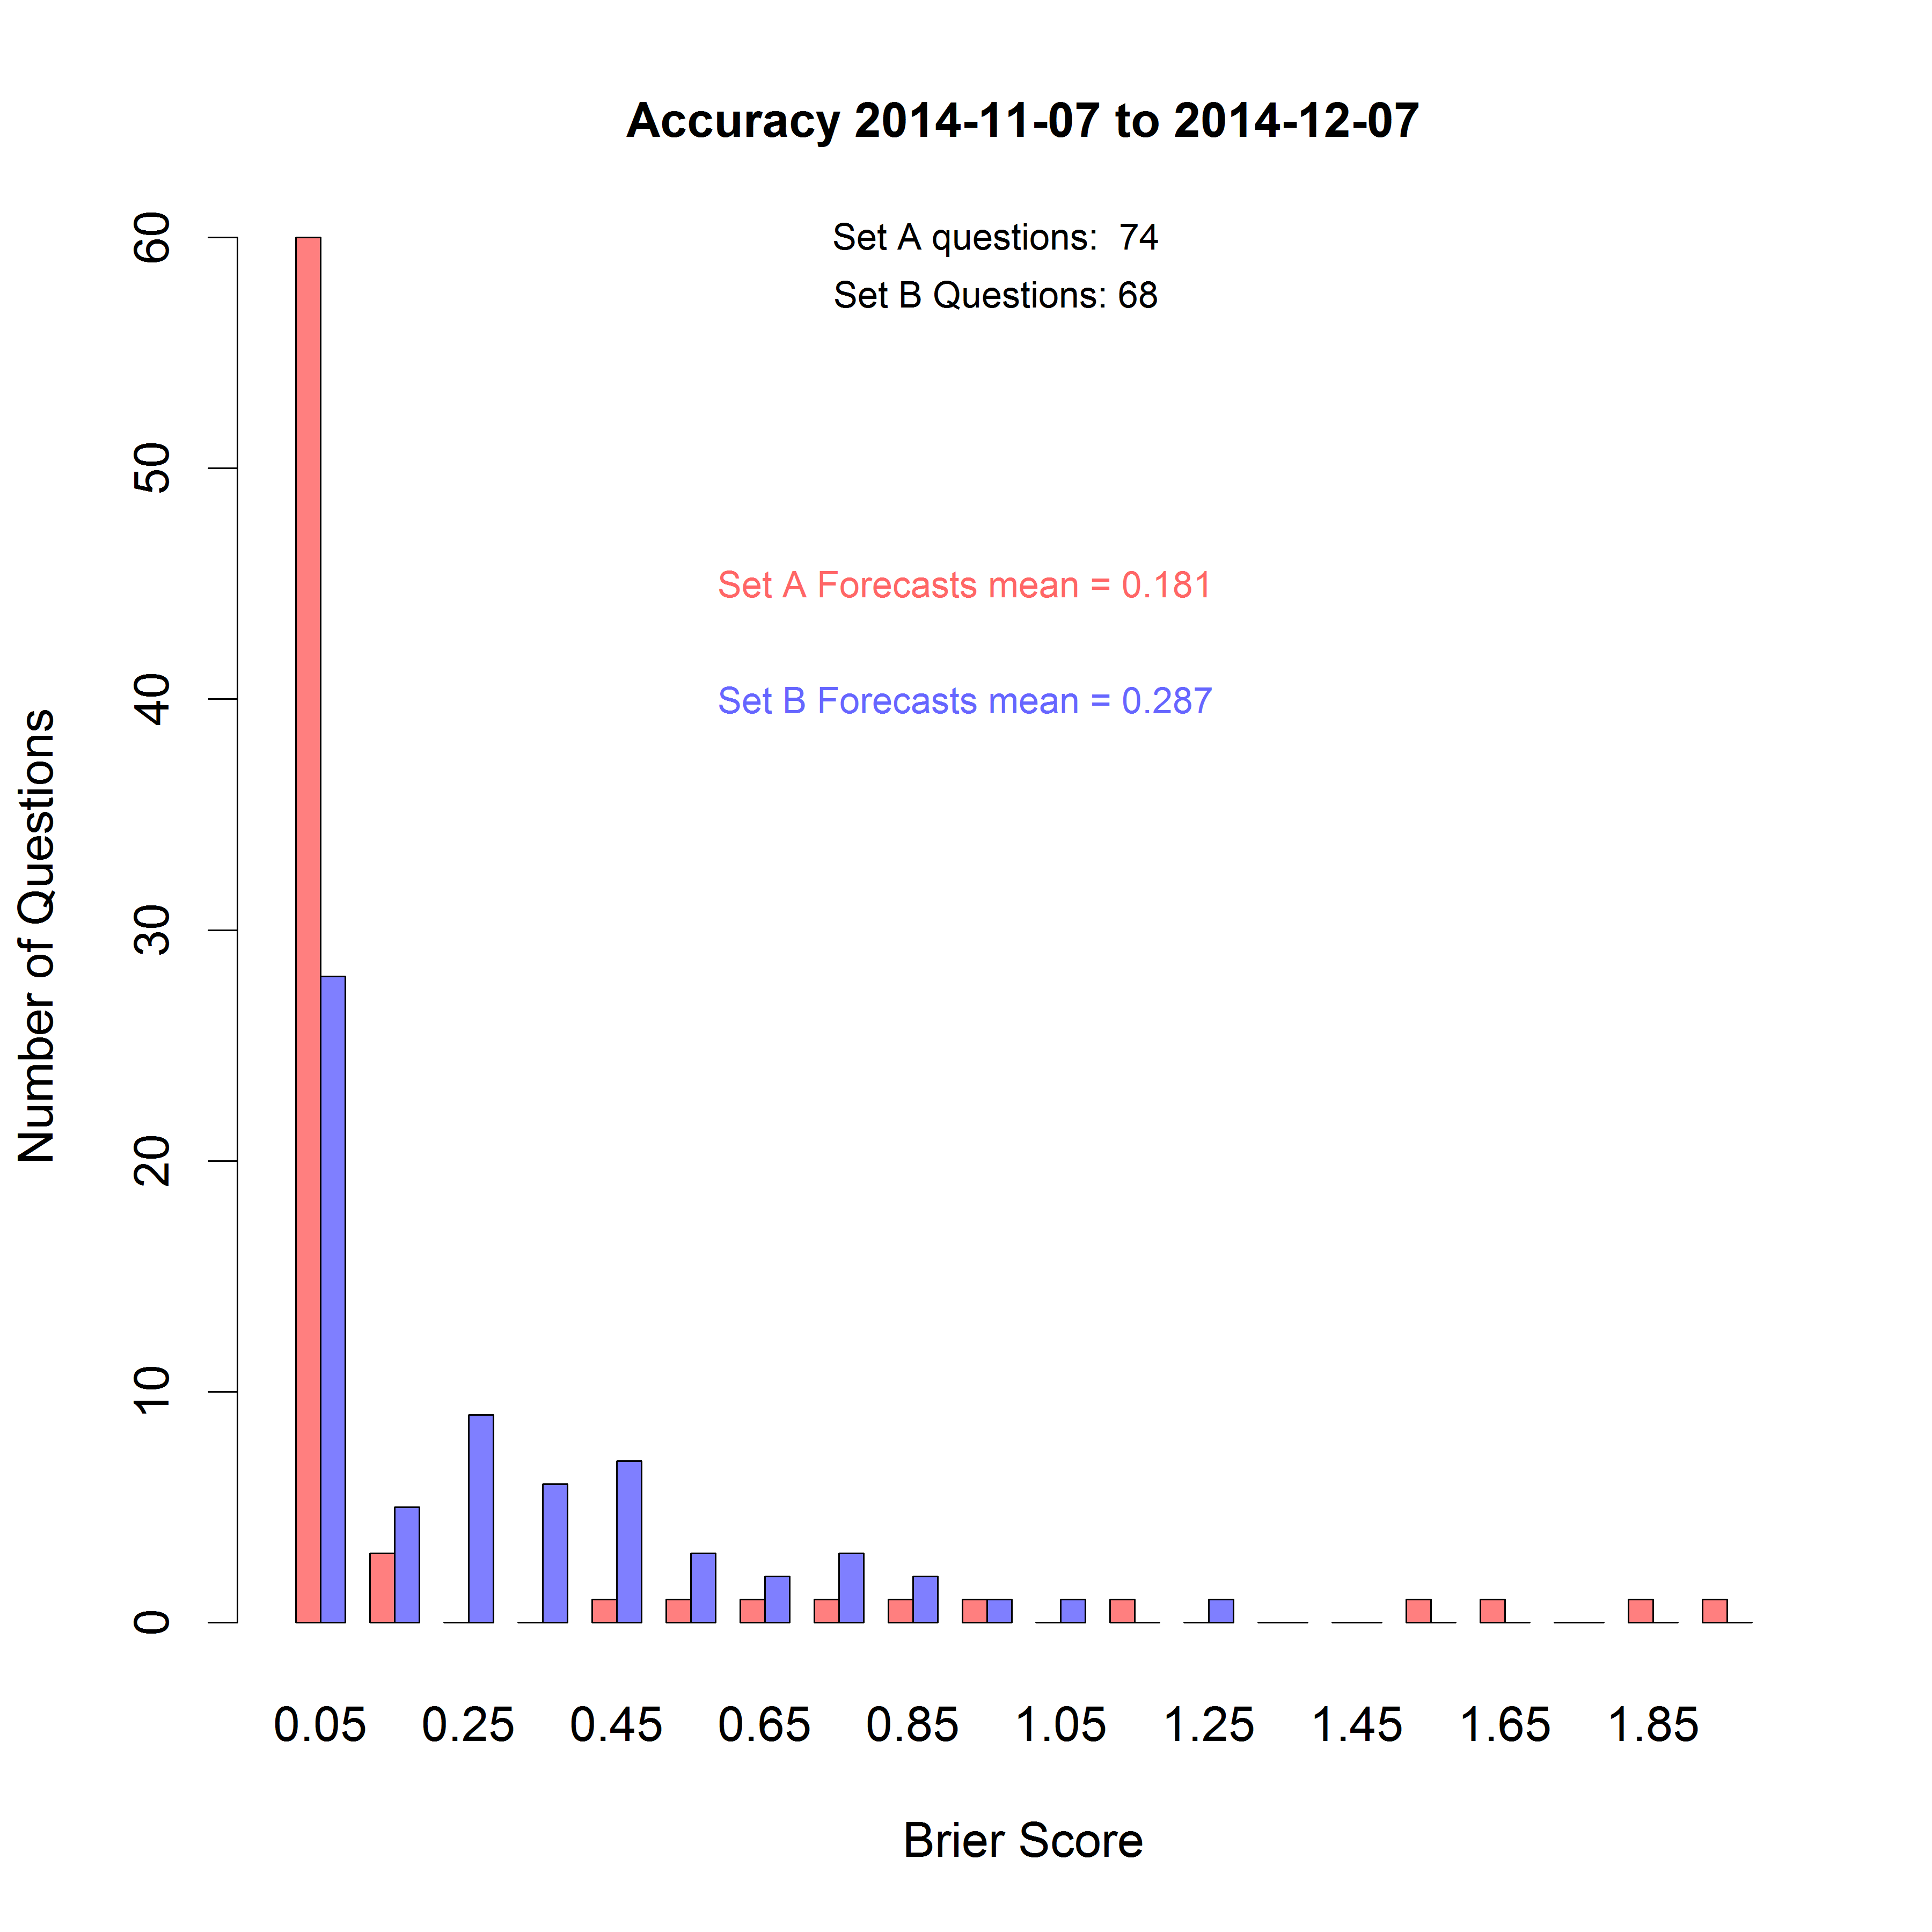 Accuracy 2014-11-07 to 2014-12-07
Set A questions:  74
Set B Questions: 68
Set A Forecasts mean = 0.181
Set B Forecasts mean = 0.287
Number of Questions
60
50
40
30
20
10
0
0.05 0.25 0.45 0.65 0.85 1.05 1.25 1.45 1.65 1.85
Brier Score